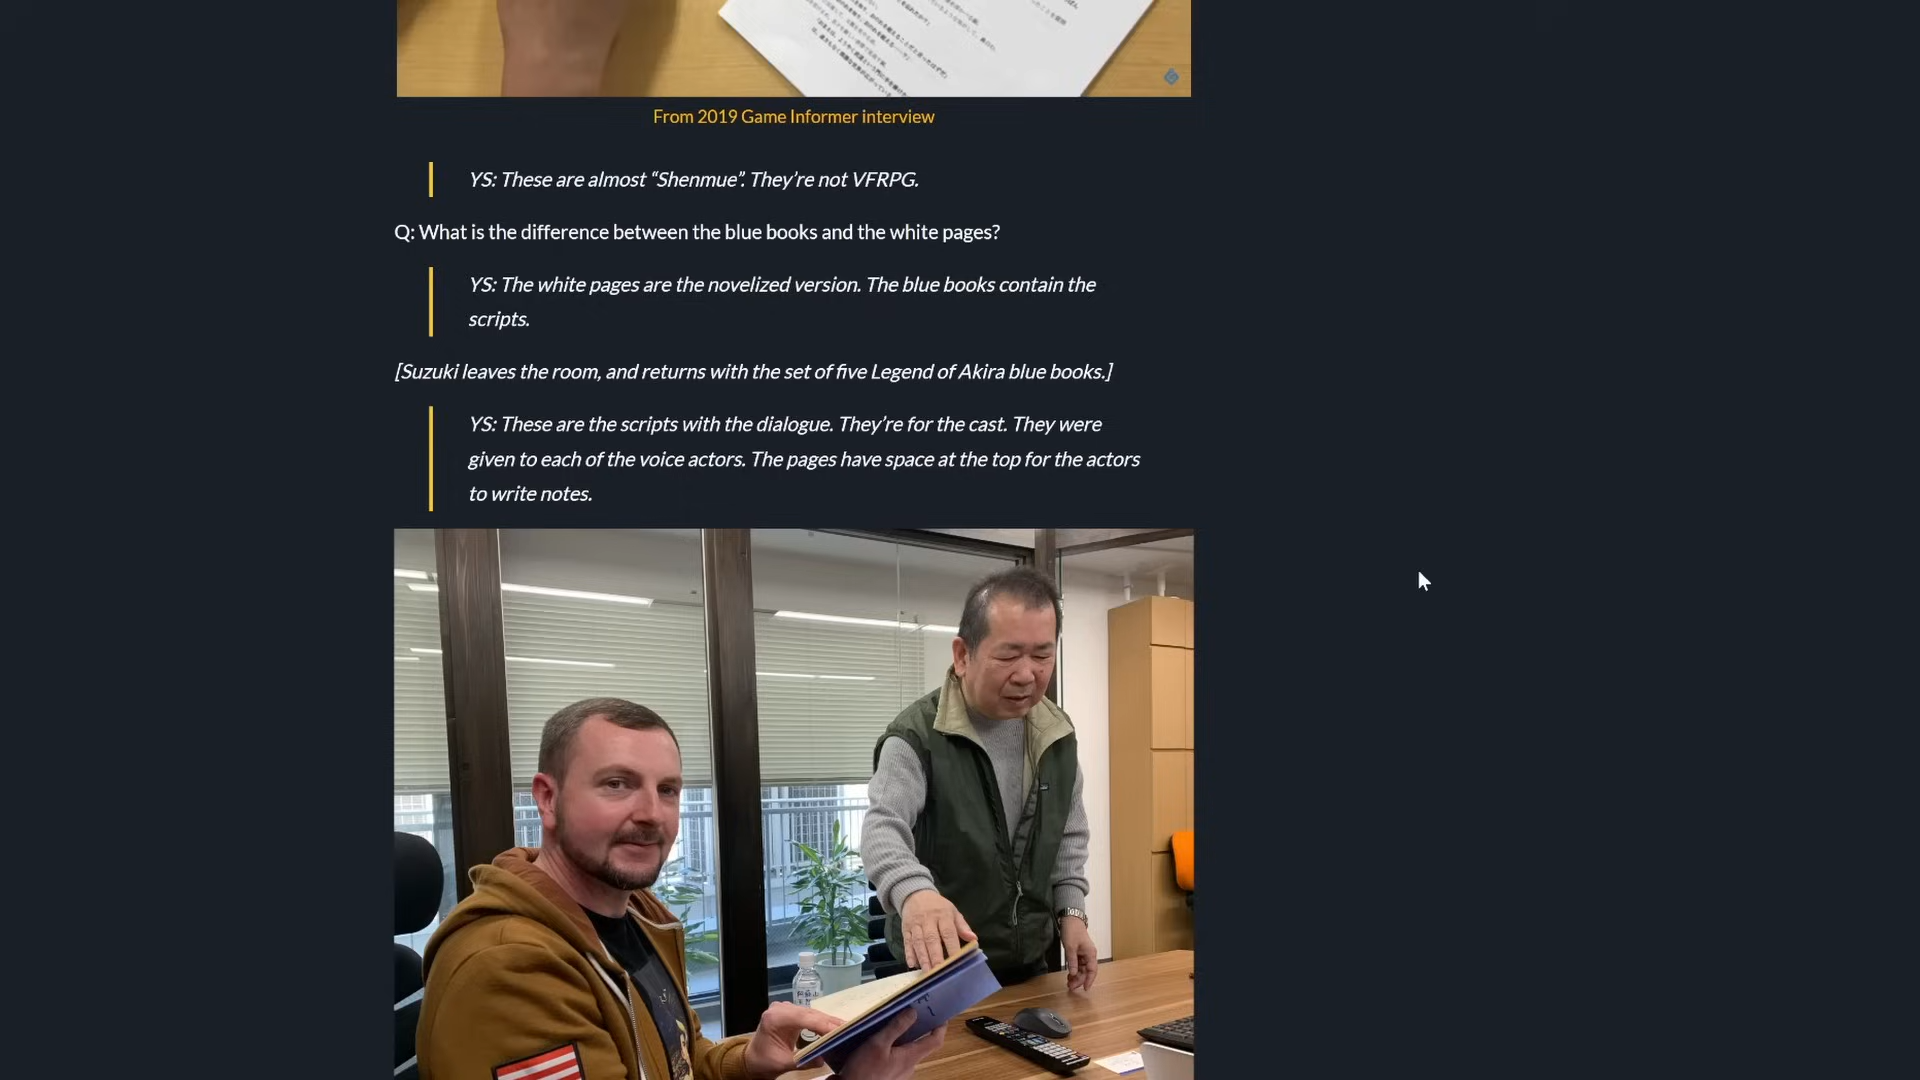 From 2019 Game Informer interview
YS: These are almost “Shenmue”. They’re not VFRPG.
Q: What is the difference between the blue books and the white pages?
YS: The white pages are the novelized version. The blue books contain the
scripts.
[Suzuki leaves the room, and returns with the set of five Legend of Akira blue books.]
YS: These are the scripts with the dialogue. They’re for the cast. They were
given to each of the voice actors. The pages have space at the top for the actors
to write notes.